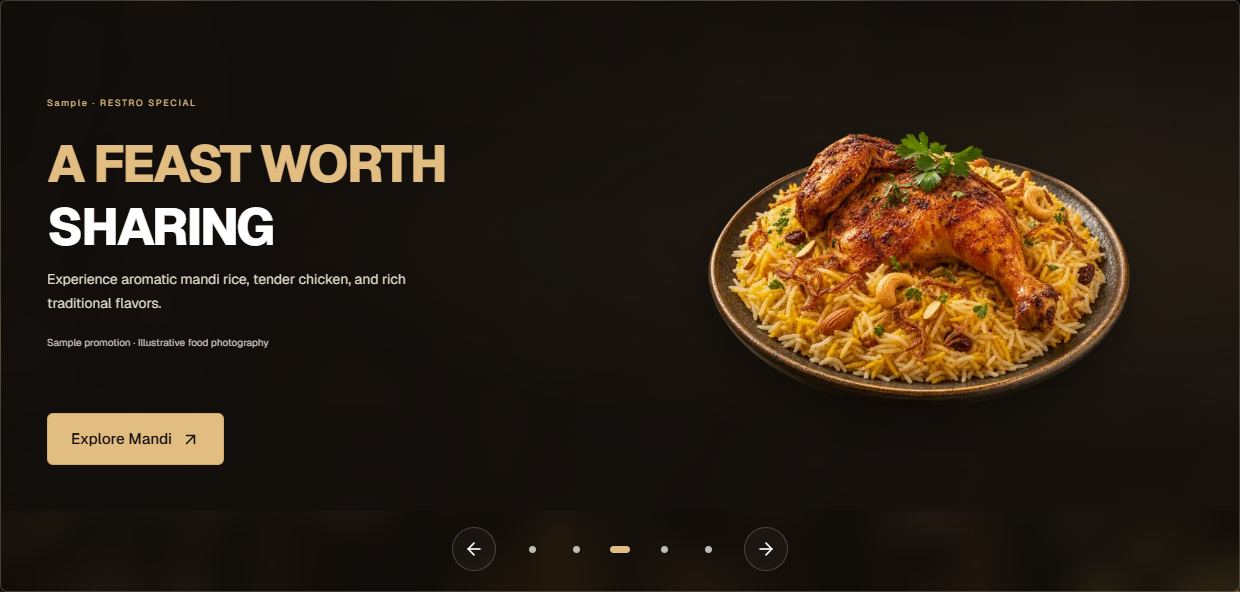 Sample · RESTRO SPECIAL
A FEAST WORTH
SHARING
Experience aromatic mandi rice, tender chicken, and rich
traditional flavors.
Sample promotion · Illustrative food photography
Explore Mandi